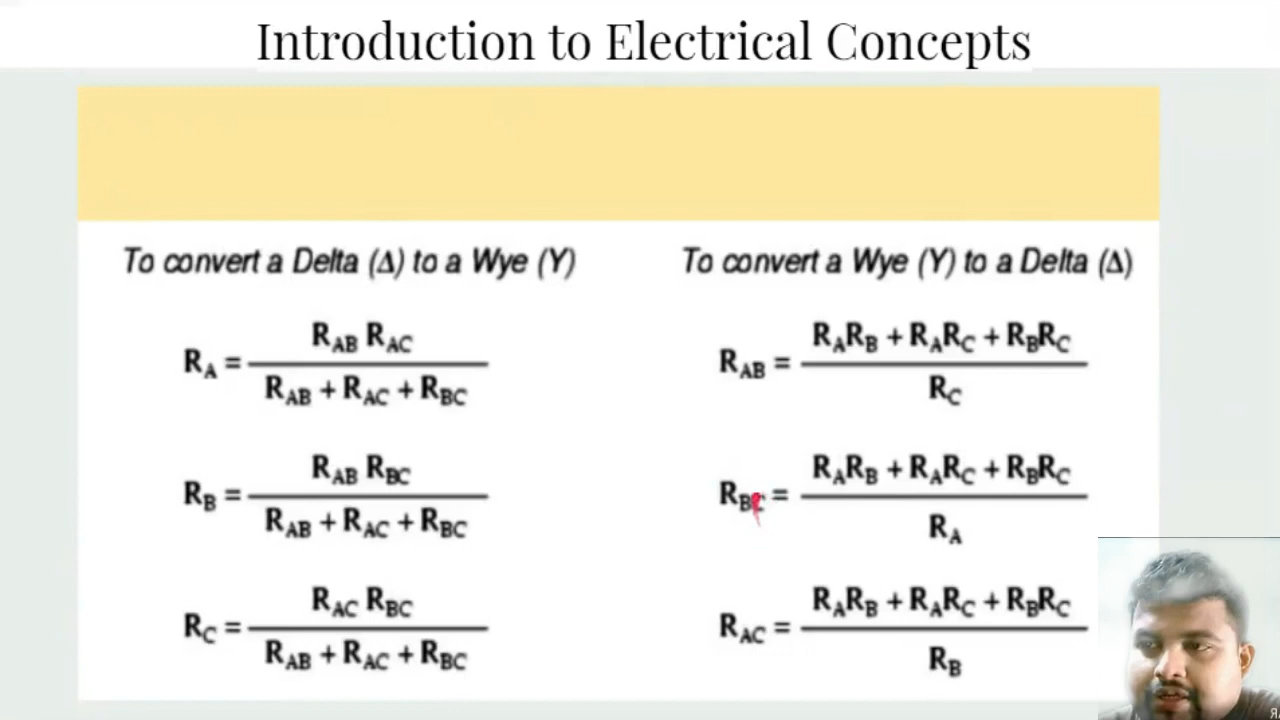 Introduction to Electrical Concepts
To convert a Delta (Δ) to a Wye (Y)
R_A = (R_AB R_AC) / (R_AB + R_AC + R_BC)
R_B = (R_AB R_BC) / (R_AB + R_AC + R_BC)
R_C = (R_AC R_BC) / (R_AB + R_AC + R_BC)
To convert a Wye (Y) to a Delta (Δ)
R_AB = (R_A R_B + R_A R_C + R_B R_C) / R_C
R_BC = (R_A R_B + R_A R_C + R_B R_C) / R_A
R_AC = (R_A R_B + R_A R_C + R_B R_C) / R_B